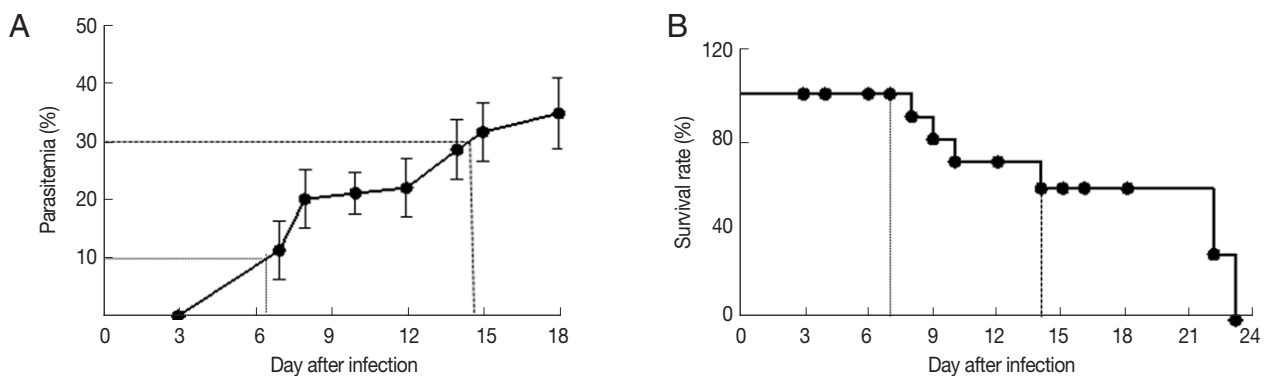 A
50
40
30
20
10
Parasitemia (%)
0 3 6 9 12 15 18
Day after infection
B
120
80
40
0
Survival rate (%)
0 3 6 9 12 15 18 21 24
Day after infection